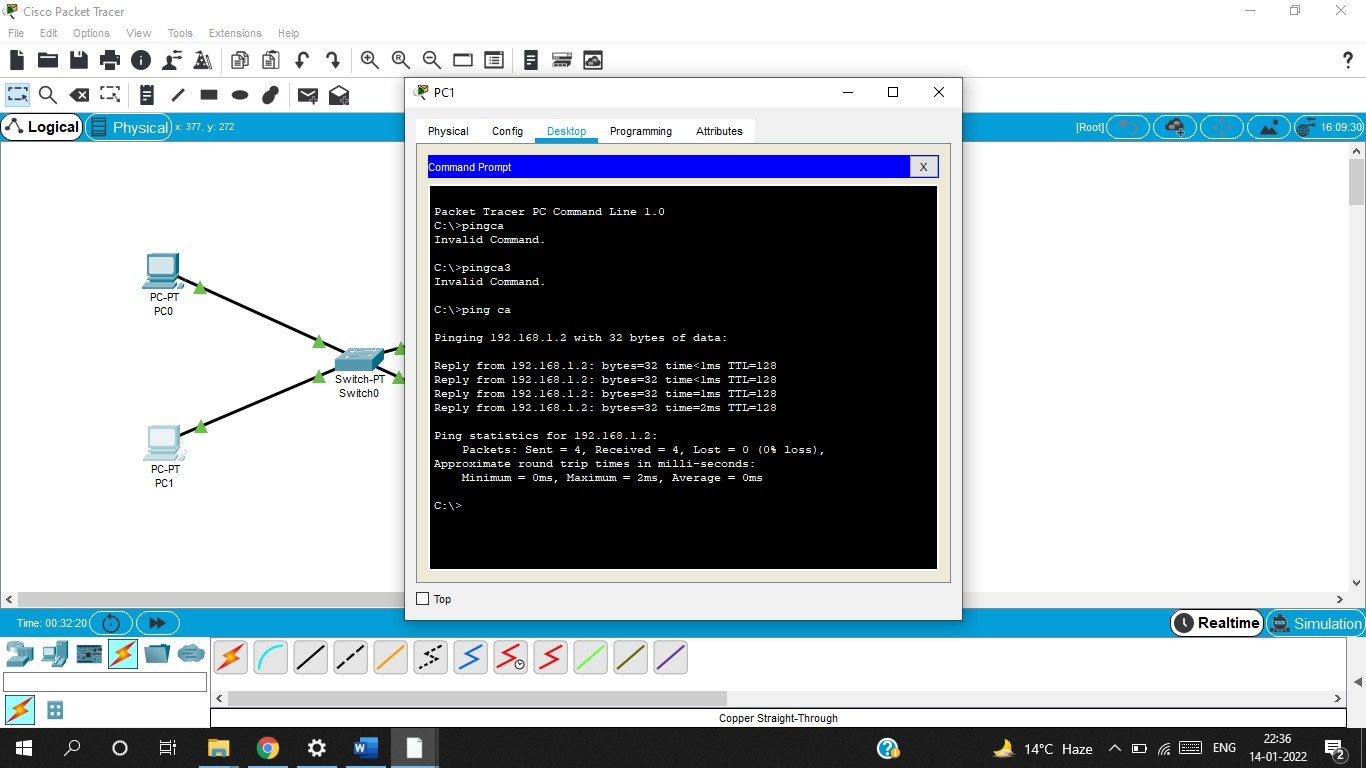 Cisco Packet Tracer
File Edit Options View Tools Extensions Help
?
Logical Physical x: 377, y: 272
[Root] 16:09:30
PC1
Physical Config Desktop Programming Attributes
Command Prompt X
Packet Tracer PC Command Line 1.0
C:\>pingca
Invalid Command.
C:\>pingca3
Invalid Command.
C:\>ping ca
Pinging 192.168.1.2 with 32 bytes of data:
Reply from 192.168.1.2: bytes=32 time<1ms TTL=128
Reply from 192.168.1.2: bytes=32 time<1ms TTL=128
Reply from 192.168.1.2: bytes=32 time=1ms TTL=128
Reply from 192.168.1.2: bytes=32 time=2ms TTL=128
Ping statistics for 192.168.1.2:
Packets: Sent = 4, Received = 4, Lost = 0 (0% loss),
Approximate round trip times in milli-seconds:
Minimum = 0ms, Maximum = 2ms, Average = 0ms
C:\>
Top
PC-PT
PC0
Switch-PT
Switch0
PC-PT
PC1
Time: 00:32:20
Realtime Simulation
Copper Straight-Through
14°C Haze ENG
22:36
14-01-2022
2